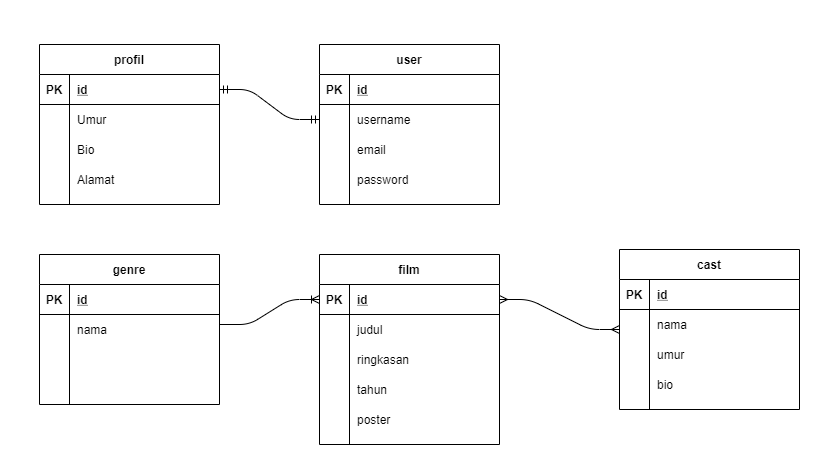 profil
PK id
Umur
Bio
Alamat
user
PK id
username
email
password
genre
PK id
nama
film
PK id
judul
ringkasan
tahun
poster
cast
PK id
nama
umur
bio